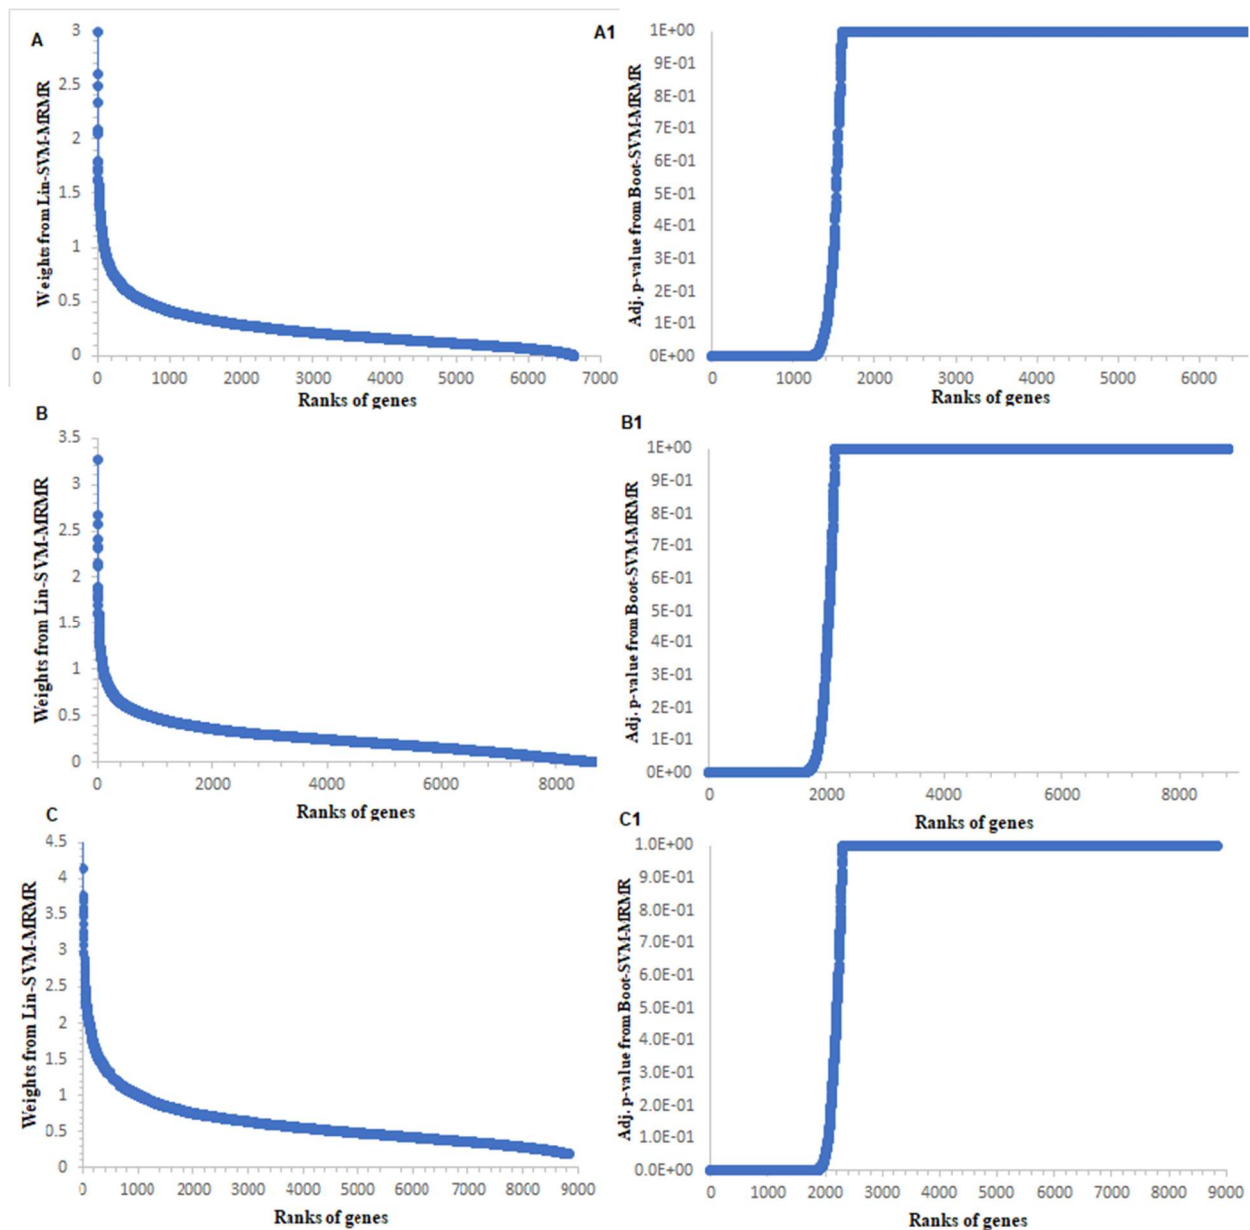 A
Weights from Lin-SVM-MRMR
3
2.5
2
1.5
1
0.5
0
0 1000 2000 3000 4000 5000 6000 7000
Ranks of genes
A1
Adj. p-value from Boot-SVM-MRMR
1E+00
9E-01
8E-01
7E-01
6E-01
5E-01
4E-01
3E-01
2E-01
1E-01
0E+00
0 1000 2000 3000 4000 5000 6000
Ranks of genes
B
Weights from Lin-SVM-MRMR
3.5
3
2.5
2
1.5
1
0.5
0
0 2000 4000 6000 8000
Ranks of genes
B1
Adj. p-value from Boot-SVM-MRMR
1E+00
9E-01
8E-01
7E-01
6E-01
5E-01
4E-01
3E-01
2E-01
1E-01
0E+00
0 2000 4000 6000 8000
Ranks of genes
C
Weights from Lin-SVM-MRMR
4.5
4
3.5
3
2.5
2
1.5
1
0.5
0
0 1000 2000 3000 4000 5000 6000 7000 8000 9000
Ranks of genes
C1
Adj. p-value from Boot-SVM-MRMR
1.0E+00
9.0E-01
8.0E-01
7.0E-01
6.0E-01
5.0E-01
4.0E-01
3.0E-01
2.0E-01
1.0E-01
0.0E+00
0 1000 2000 3000 4000 5000 6000 7000 8000 9000
Ranks of genes